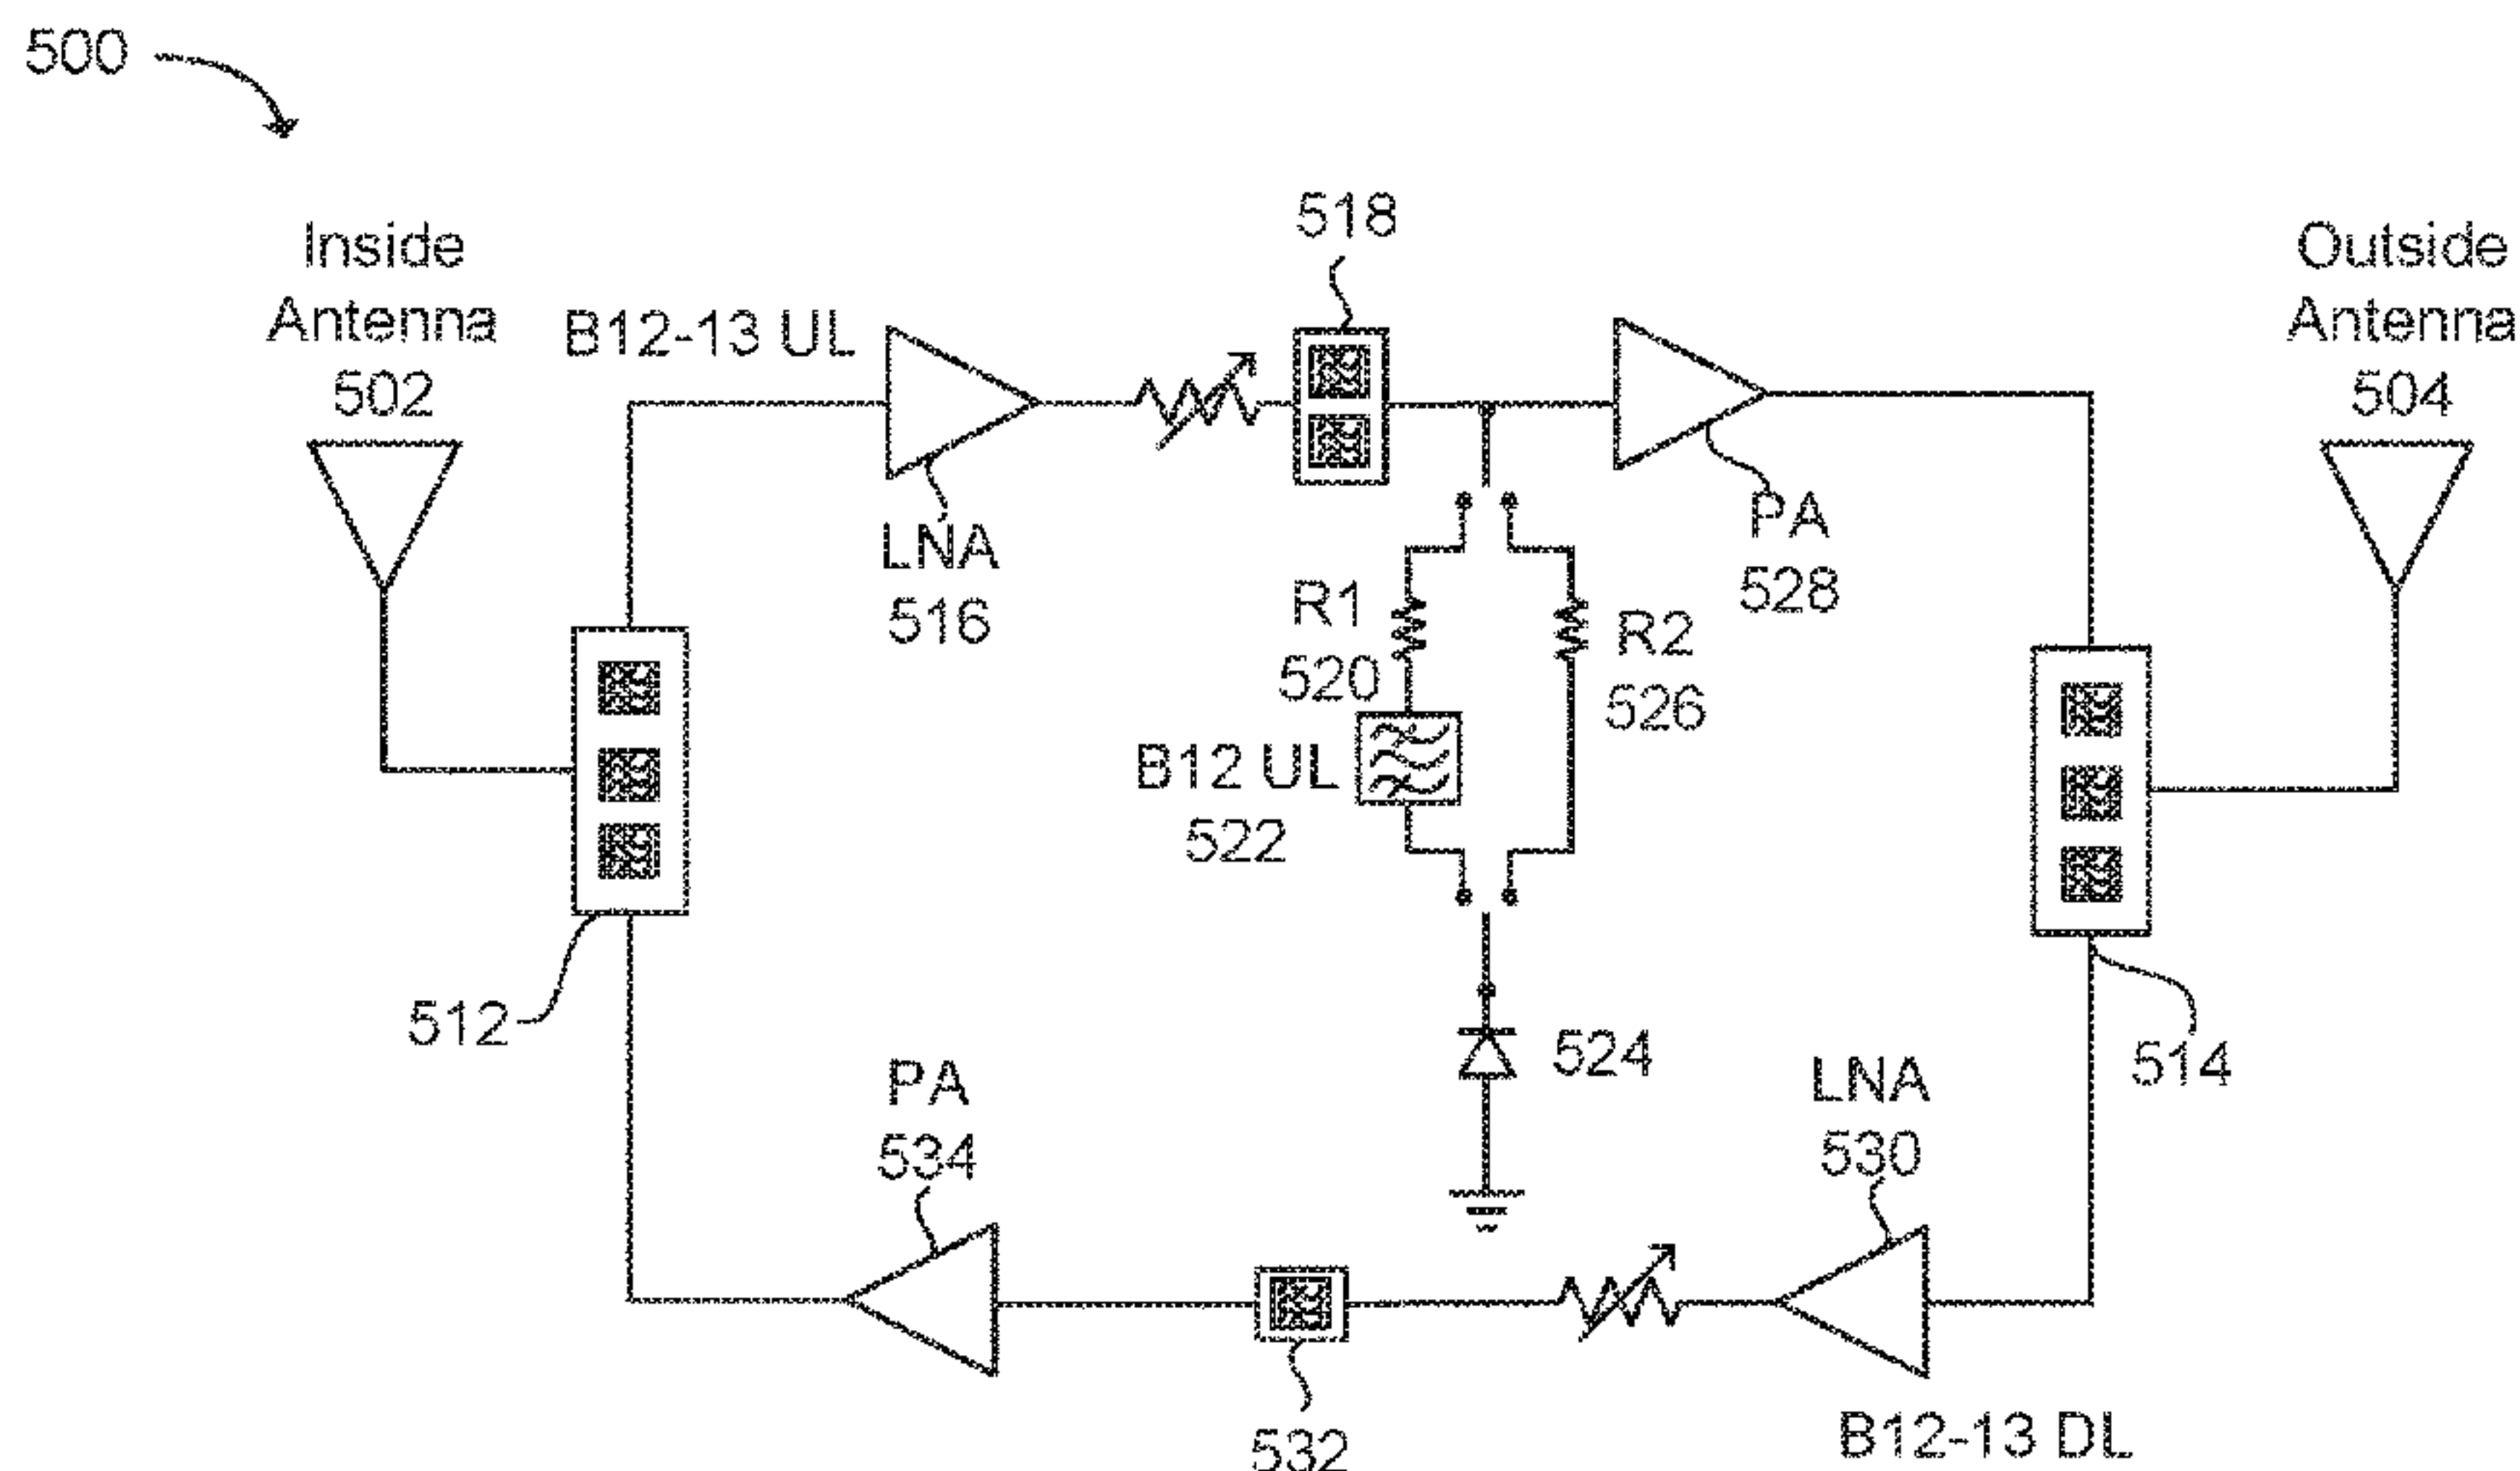 500
518
Inside
Antenna
502
B12-13 UL
Outside
Antenna
504
LNA
516
PA
528
R1
520
R2
526
B12 UL
522
512
524
514
PA
534
LNA
530
532
B12-13 DL